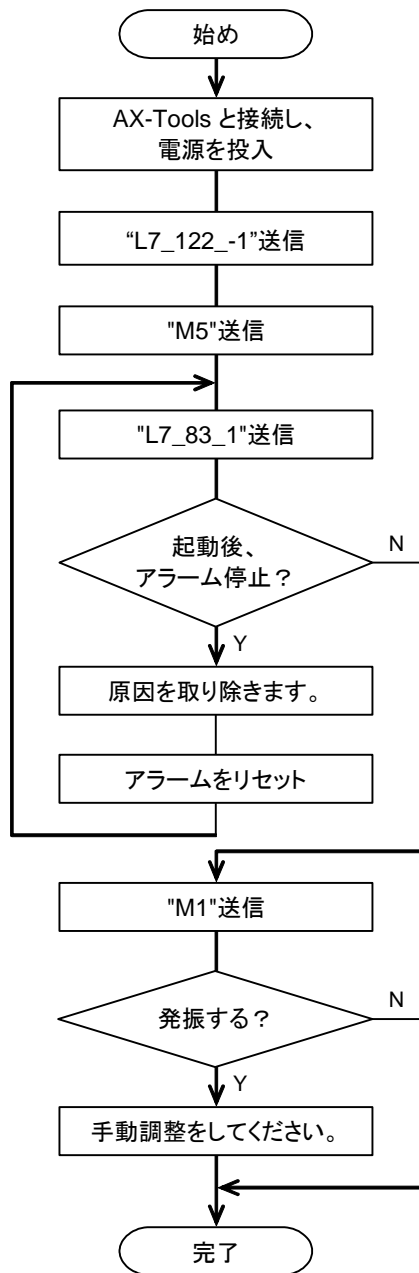 始め
AX-Tools と接続し、
電源を投入
“L7_122_-1”送信
"M5"送信
"L7_83_1"送信
起動後、
アラーム停止？
N
Y
原因を取り除きます。
アラームをリセット
"M1"送信
発振する？
N
Y
手動調整をしてください。
完了